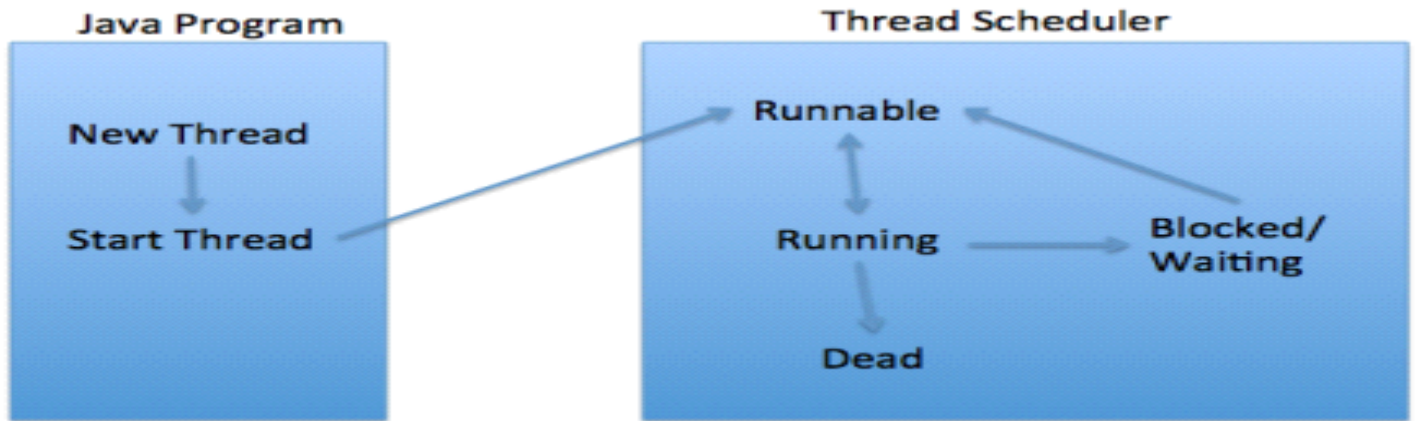 Java Program
New Thread
Start Thread
Thread Scheduler
Runnable
Running
Blocked/
Waiting
Dead